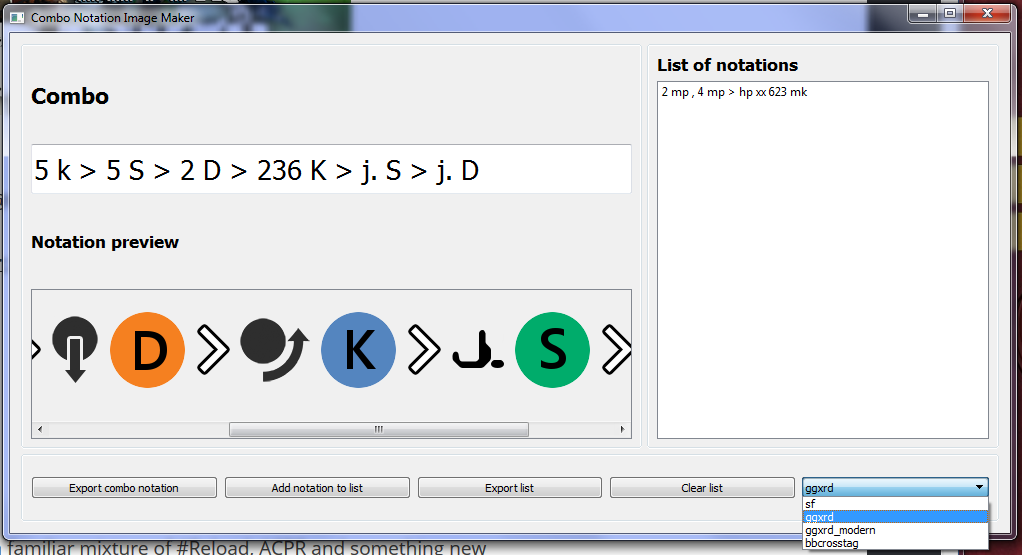 Combo Notation Image Maker
Combo
5 k > 5 S > 2 D > 236 K > j. S > j. D
Notation preview
D K J. S
List of notations
2 mp , 4 mp > hp xx 623 mk
Export combo notation
Add notation to list
Export list
Clear list
ggxrd
sf
ggxrd
ggxrd_modern
bbcrosstag
familiar mixture of #Reload, ACPR and something new